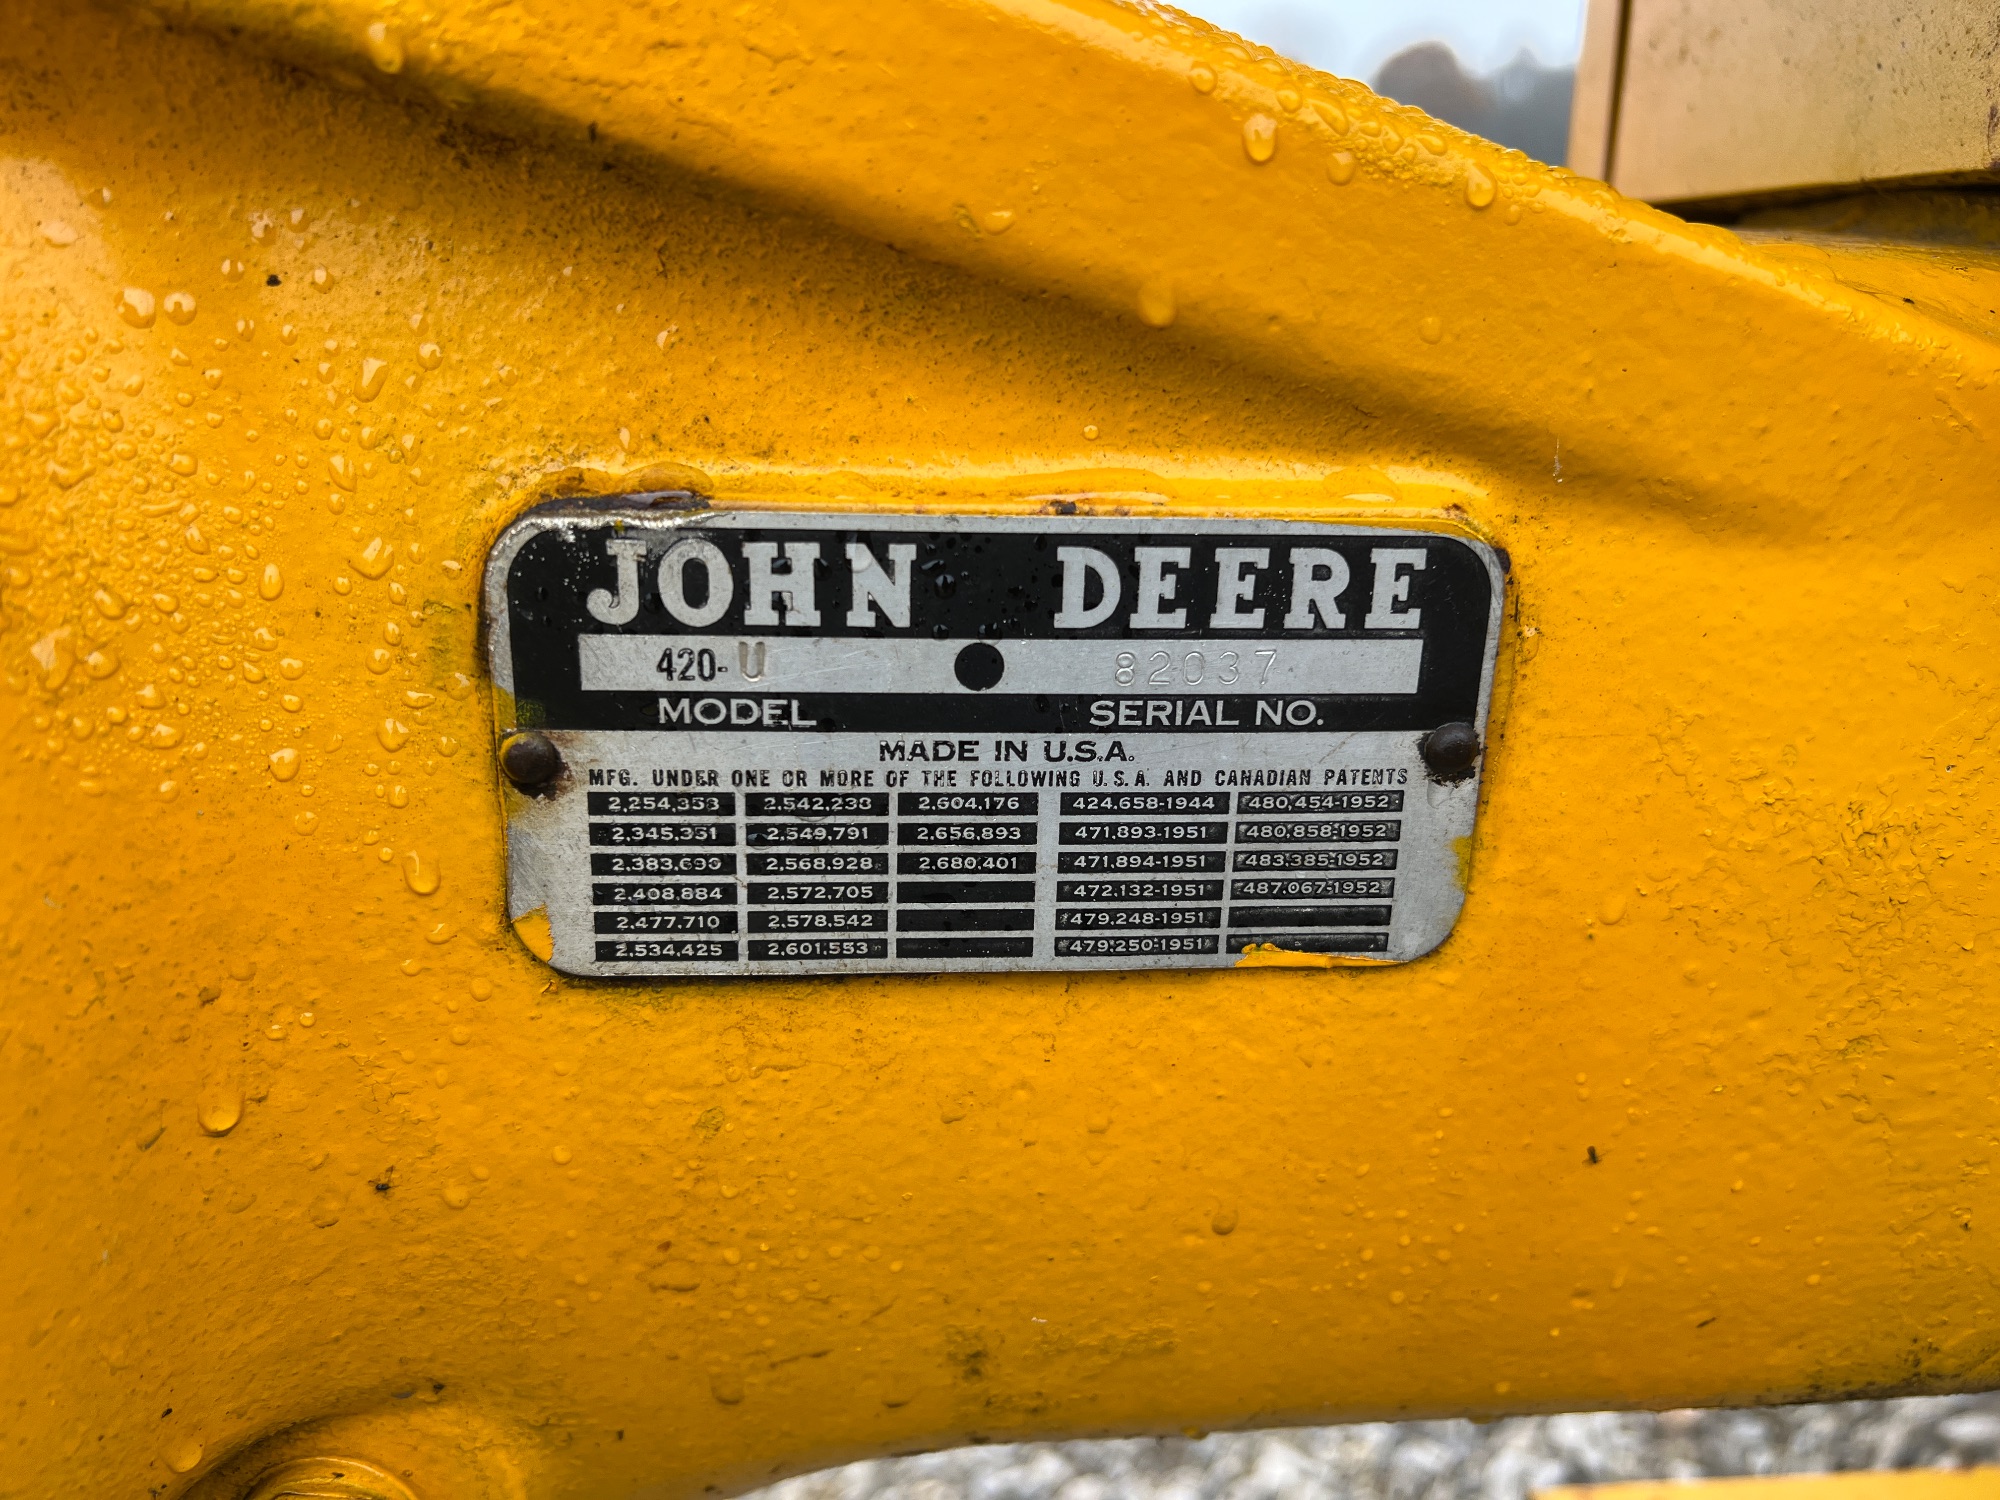 JOHN DEERE
420-U 82037
MODEL SERIAL NO.
MADE IN U.S.A.
MFG. UNDER ONE OR MORE OF THE FOLLOWING U.S.A. AND CANADIAN PATENTS
2,254,358 2,542,238 2,604,176 424,658-1944 480,454-1952
2,345,351 2,549,791 2,656,893 471,893-1951 480,858-1952
2,383,690 2,568,928 2,680,401 471,894-1951 483,385-1952
2,408,884 2,572,705 472,132-1951 487,067-1952
2,477,710 2,578,542 479,248-1951
2,534,425 2,601,553 479,250-1951